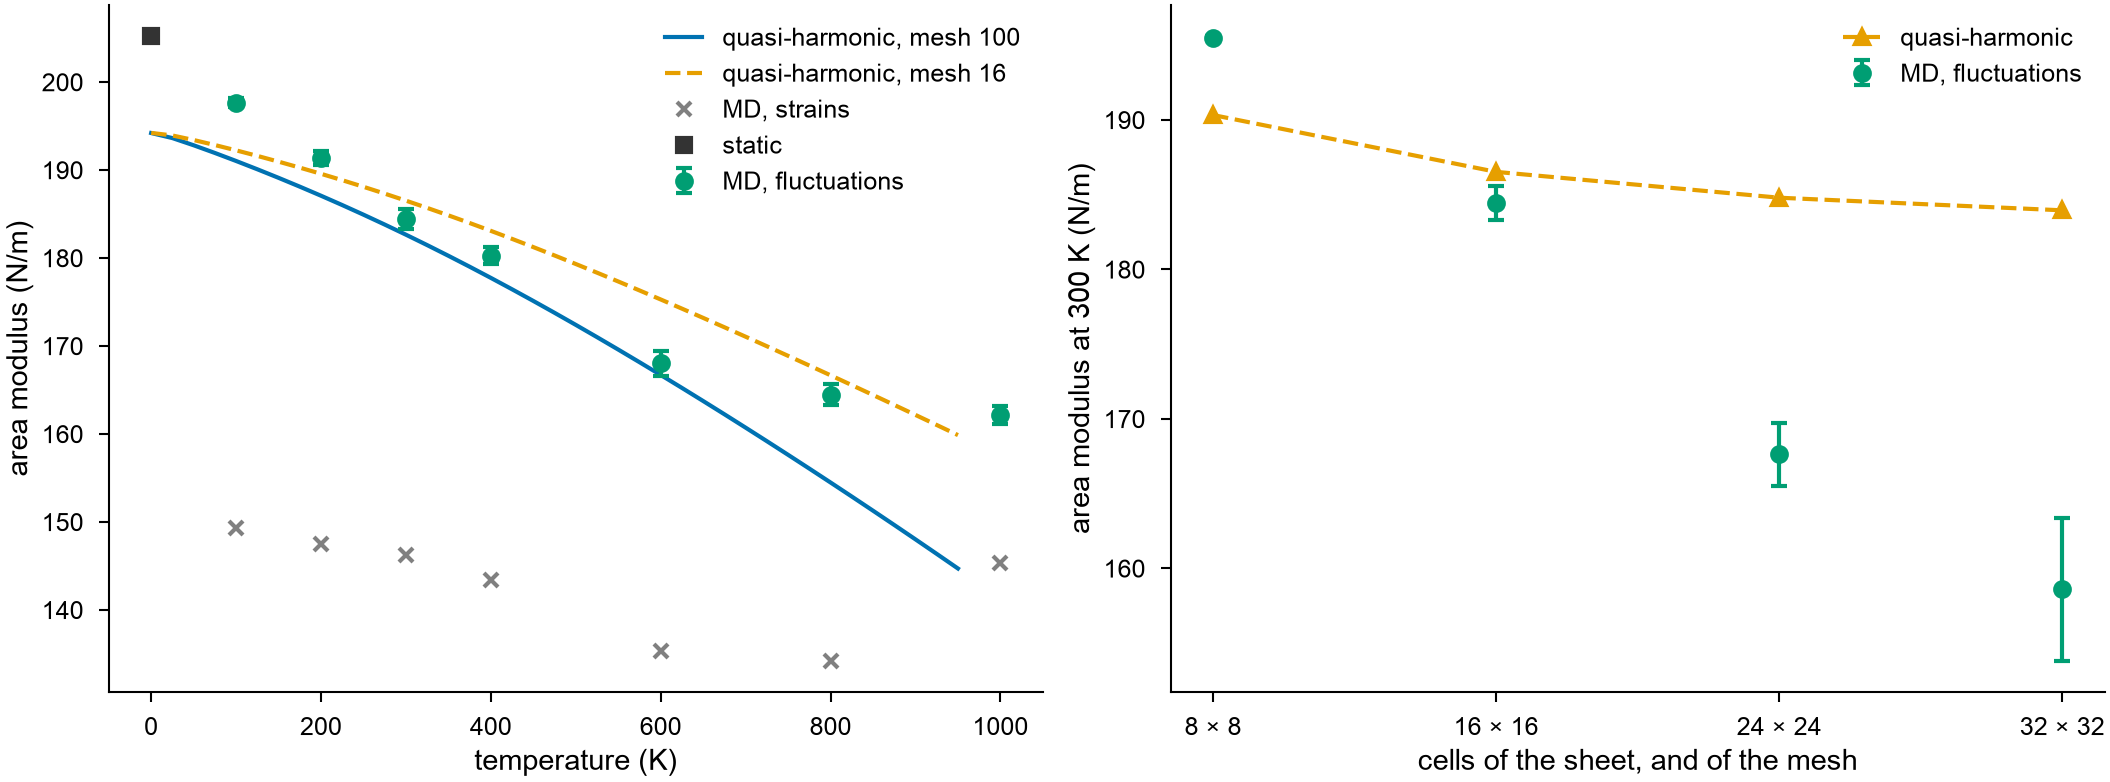 area modulus (N/m)
200
190
180
170
160
150
140
quasi-harmonic, mesh 100
quasi-harmonic, mesh 16
MD, strains
static
MD, fluctuations
0
200
400
600
800
1000
temperature (K)
area modulus at 300 K (N/m)
190
180
170
160
quasi-harmonic
MD, fluctuations
8 × 8
16 × 16
24 × 24
32 × 32
cells of the sheet, and of the mesh